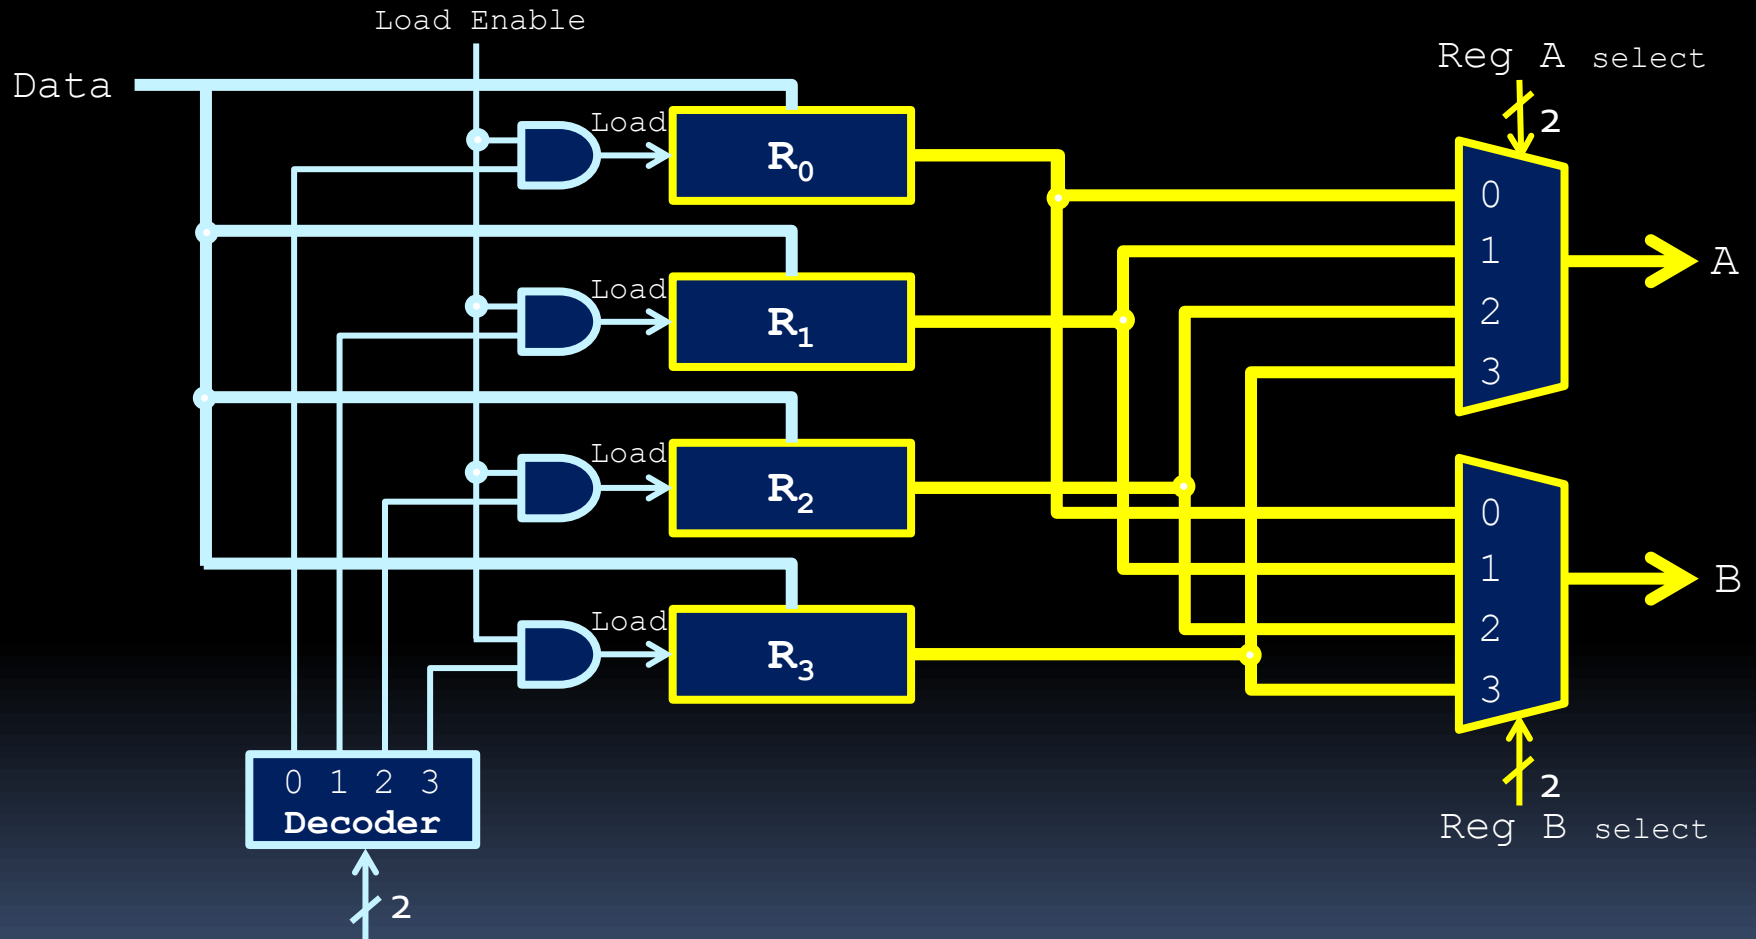 Load Enable
Data
Reg A select
2
Load
R0
0
1
2
3
A
Load
R1
Load
R2
0
1
2
3
B
Load
R3
2
Reg B select
0 1 2 3
Decoder
2